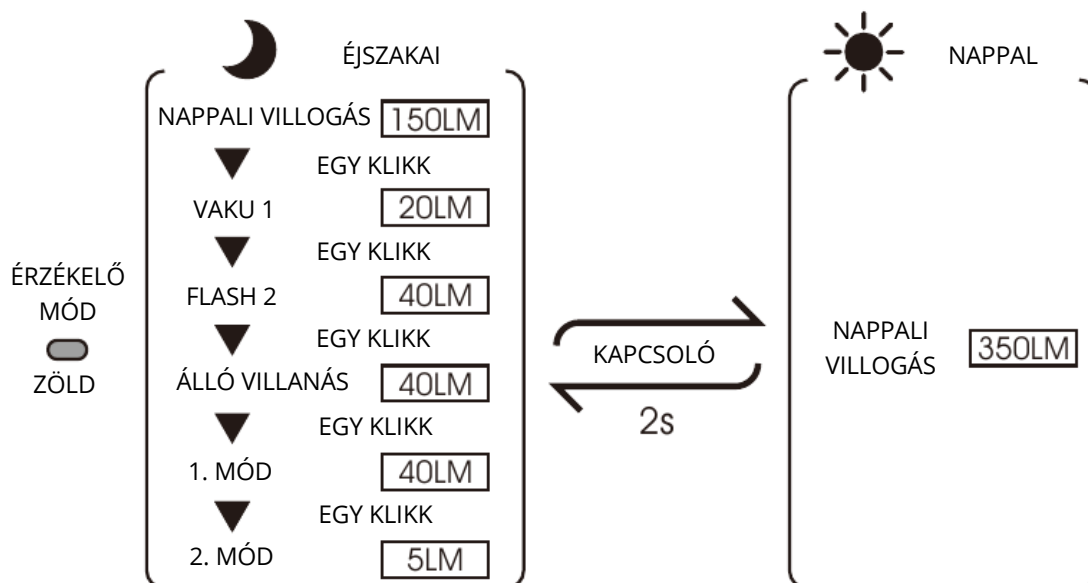 ÉJSZAKAI
NAPPALI VILLOGÁS 150LM
EGY KLIKK
VAKU 1 20LM
EGY KLIKK
FLASH 2 40LM
EGY KLIKK
ÁLLÓ VILLANÁS 40LM
EGY KLIKK
1. MÓD 40LM
EGY KLIKK
2. MÓD 5LM
ÉRZÉKELŐ
MÓD
ZÖLD
KAPCSOLÓ
2s
NAPPAL
NAPPALI
VILLOGÁS
350LM